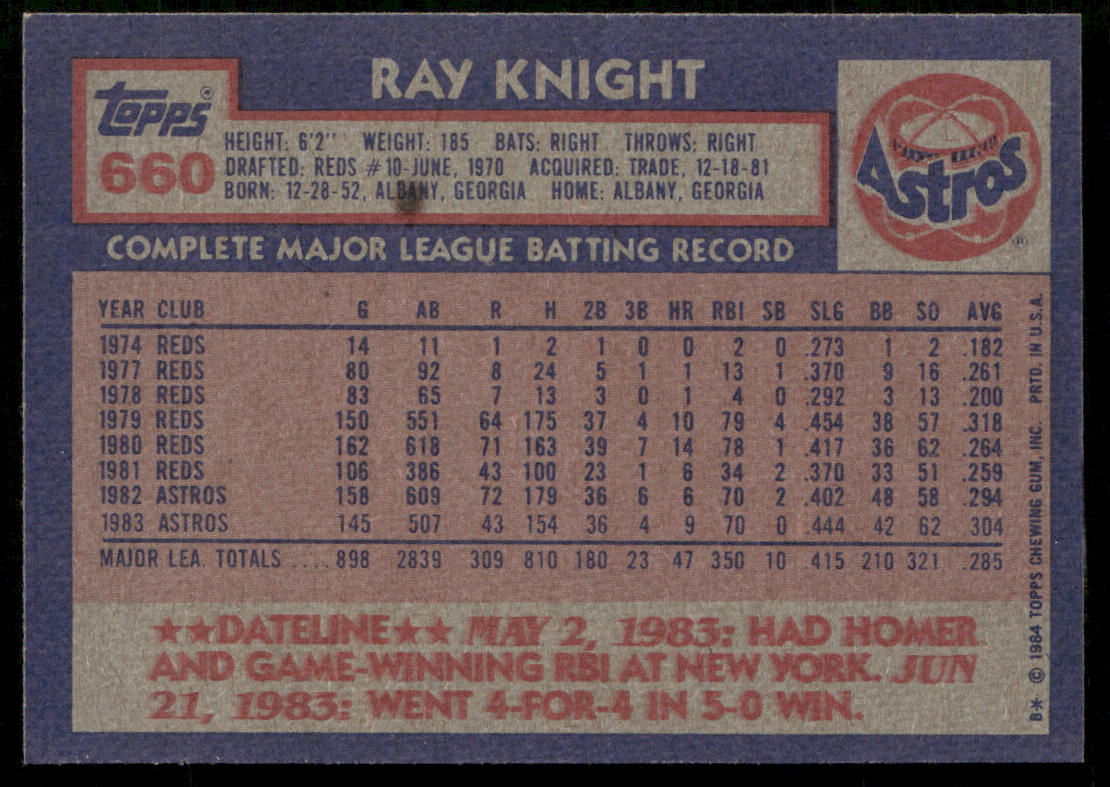 RAY KNIGHT
topps®
660
HEIGHT: 6'2'' WEIGHT: 185 BATS: RIGHT THROWS: RIGHT
DRAFTED: REDS #10-JUNE, 1970 ACQUIRED: TRADE, 12-18-81
BORN: 12-28-52, ALBANY, GEORGIA HOME: ALBANY, GEORGIA
Astros
®
COMPLETE MAJOR LEAGUE BATTING RECORD
YEAR CLUB G AB R H 2B 3B HR RBI SB SLG BB SO AVG
1974 REDS 14 11 1 2 1 0 0 2 0 .273 1 2 .182
1977 REDS 80 92 8 24 5 1 1 13 1 .370 9 16 .261
1978 REDS 83 65 7 13 3 0 1 4 0 .292 3 13 .200
1979 REDS 150 551 64 175 37 4 10 79 4 .454 38 57 .318
1980 REDS 162 618 71 163 39 7 14 78 1 .417 36 62 .264
1981 REDS 106 386 43 100 23 1 6 34 2 .370 33 51 .259
1982 ASTROS 158 609 72 179 36 6 6 70 2 .402 48 58 .294
1983 ASTROS 145 507 43 154 36 4 9 70 0 .444 42 62 .304
MAJOR LEA. TOTALS .... 898 2839 309 810 180 23 47 350 10 .415 210 321 .285
★★DATELINE★★ MAY 2, 1983: HAD HOMER
AND GAME-WINNING RBI AT NEW YORK. JUN
21, 1983: WENT 4-FOR-4 IN 5-0 WIN.
B* © 1984 TOPPS CHEWING GUM, INC. PRTD. IN U.S.A.